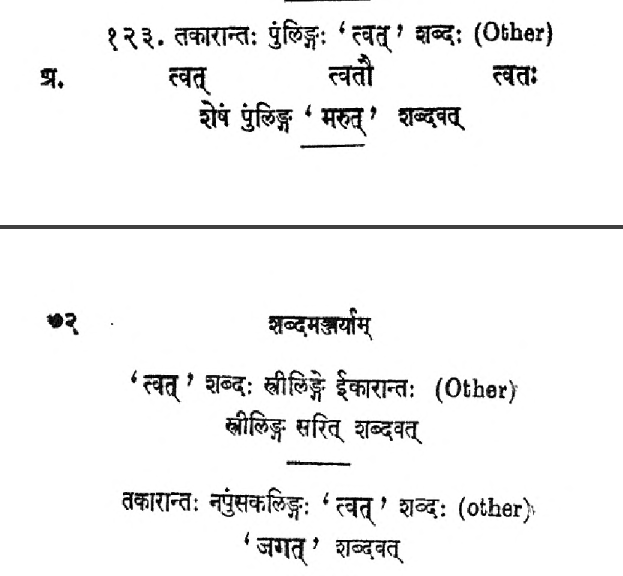 १२३. तकारान्तः पुंलिङ्गः ‘त्वत्’ शब्दः (Other)
प्र. त्वत् त्वतौ त्वतः
शेषं पुंलिङ्ग ‘मरुत्’ शब्दवत्
७२ शब्दमञ्जर्याम्
‘त्वत्’ शब्दः स्त्रीलिङ्गे ईकारान्तः (Other)
स्त्रीलिङ्ग सरित् शब्दवत्
तकारान्तः नपुंसकलिङ्गः ‘त्वत्’ शब्दः (other)
‘जगत्’ शब्दवत्